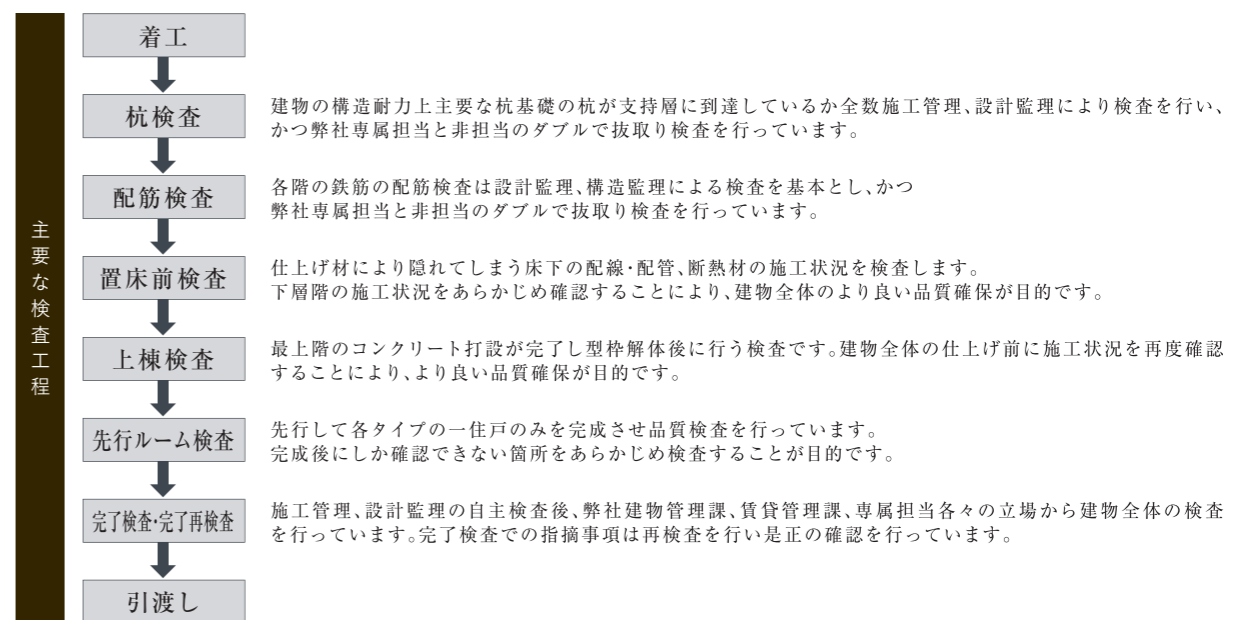 主要な検査工程
着工
杭検査
建物の構造耐力上主要な杭基礎の杭が支持層に到達しているか全数施工管理、設計監理により検査を行い、
かつ弊社専属担当と非担当のダブルで抜取り検査を行っています。
配筋検査
各階の鉄筋の配筋検査は設計監理、構造監理による検査を基本とし、かつ
弊社専属担当と非担当のダブルで抜取り検査を行っています。
置床前検査
仕上げ材により隠れてしまう床下の配線・配管、断熱材の施工状況を検査します。
下層階の施工状況をあらかじめ確認することにより、建物全体のより良い品質確保が目的です。
上棟検査
最上階のコンクリート打設が完了し型枠解体後に行う検査です。建物全体の仕上げ前に施工状況を再度確認
することにより、より良い品質確保が目的です。
先行ルーム検査
先行して各タイプの一住戸のみを完成させ品質検査を行っています。
完成後にしか確認できない箇所をあらかじめ検査することが目的です。
完了検査・完了再検査
施工管理、設計監理の自主検査後、弊社建物管理課、賃貸管理課、専属担当各々の立場から建物全体の検査
を行っています。完了検査での指摘事項は再検査を行い是正の確認を行っています。
引渡し